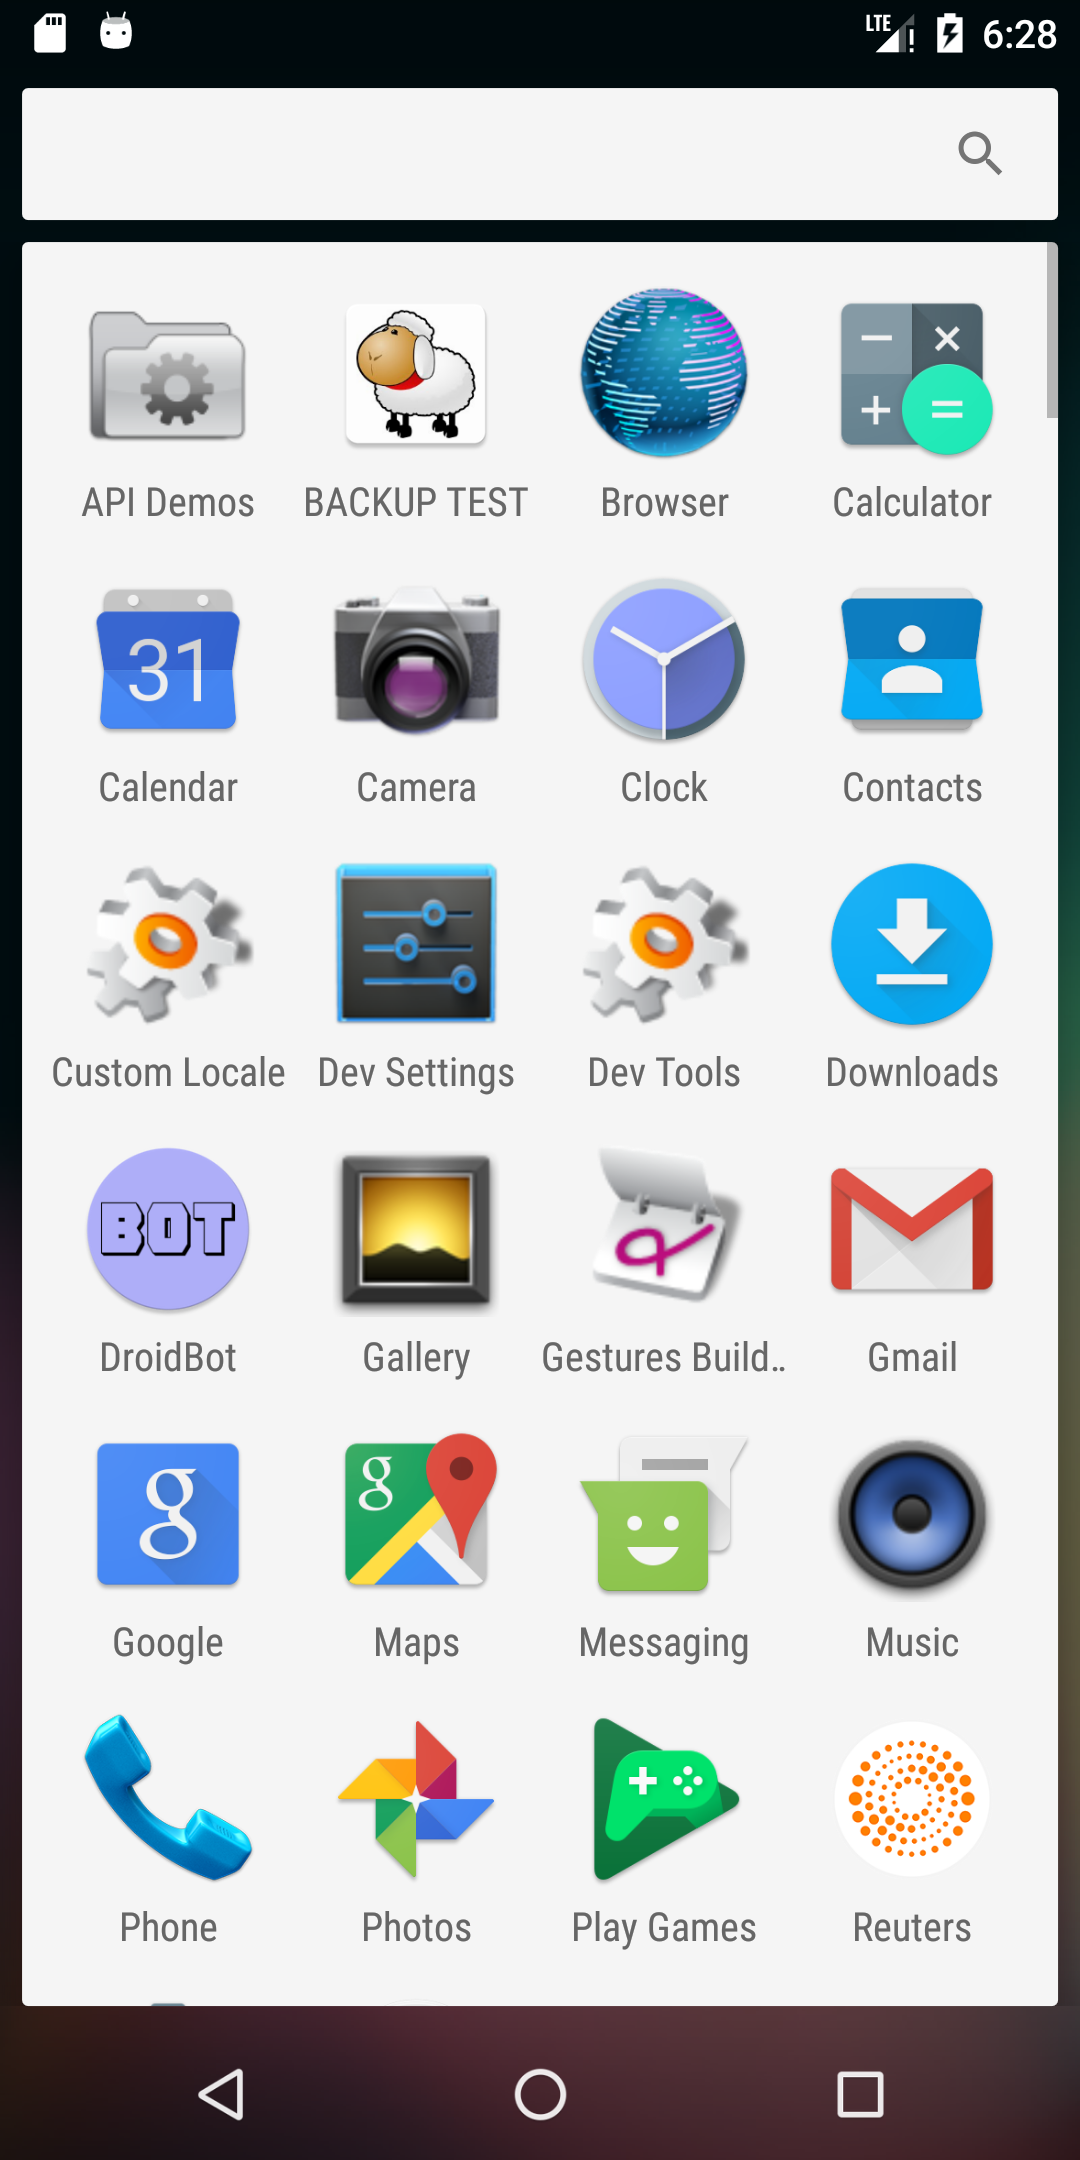 LTE 6:28
API Demos
BACKUP TEST
Browser
Calculator
31
Calendar
Camera
Clock
Contacts
Custom Locale
Dev Settings
Dev Tools
Downloads
BOT
DroidBot
Gallery
Gestures Build..
Gmail
g
Google
g
Maps
Messaging
Music
Phone
Photos
Play Games
Reuters